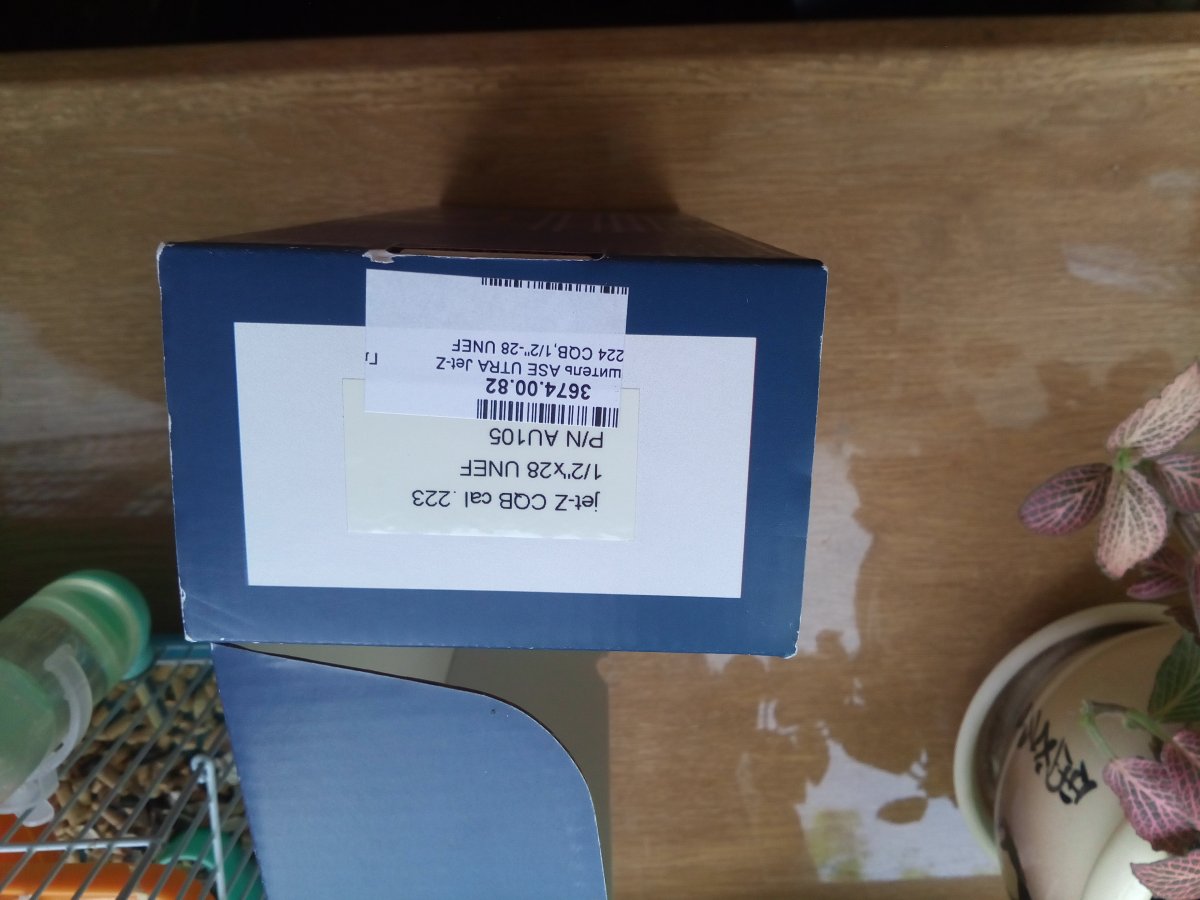 jet-Z CQB cal .223
1/2"x28 UNEF
P/N AU105
3674.00.82
шитель ASE UTRA Jet-Z
224 CQB,1/2"-28 UNEF